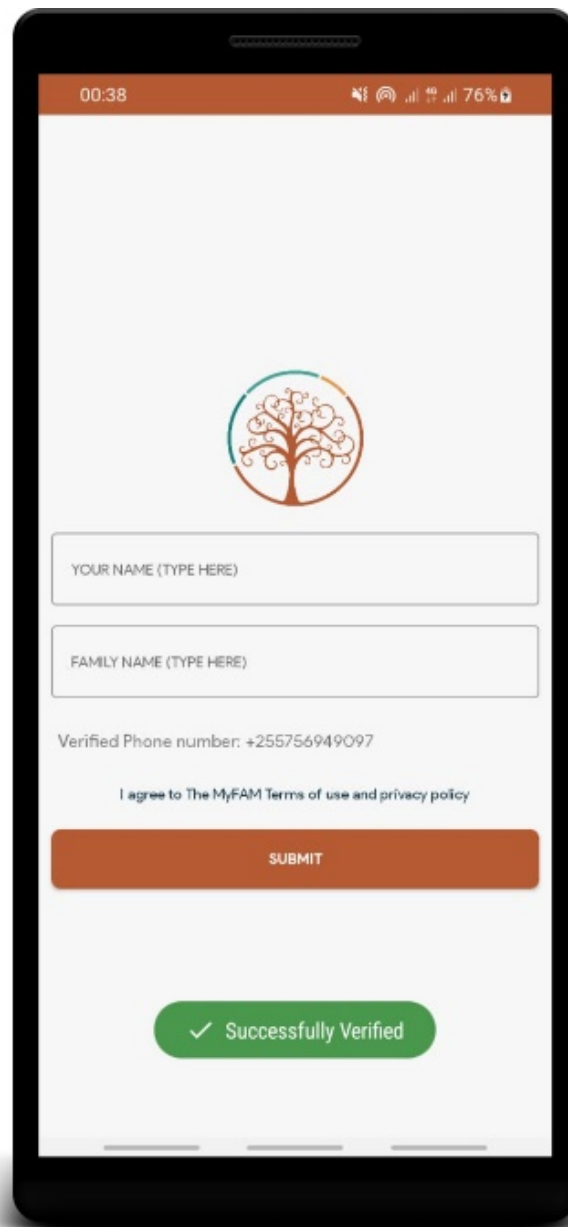 00:38 76%
YOUR NAME (TYPE HERE)
FAMILY NAME (TYPE HERE)
Verified Phone number: +255756949097
I agree to The MyFAM Terms of use and privacy policy
SUBMIT
Successfully Verified